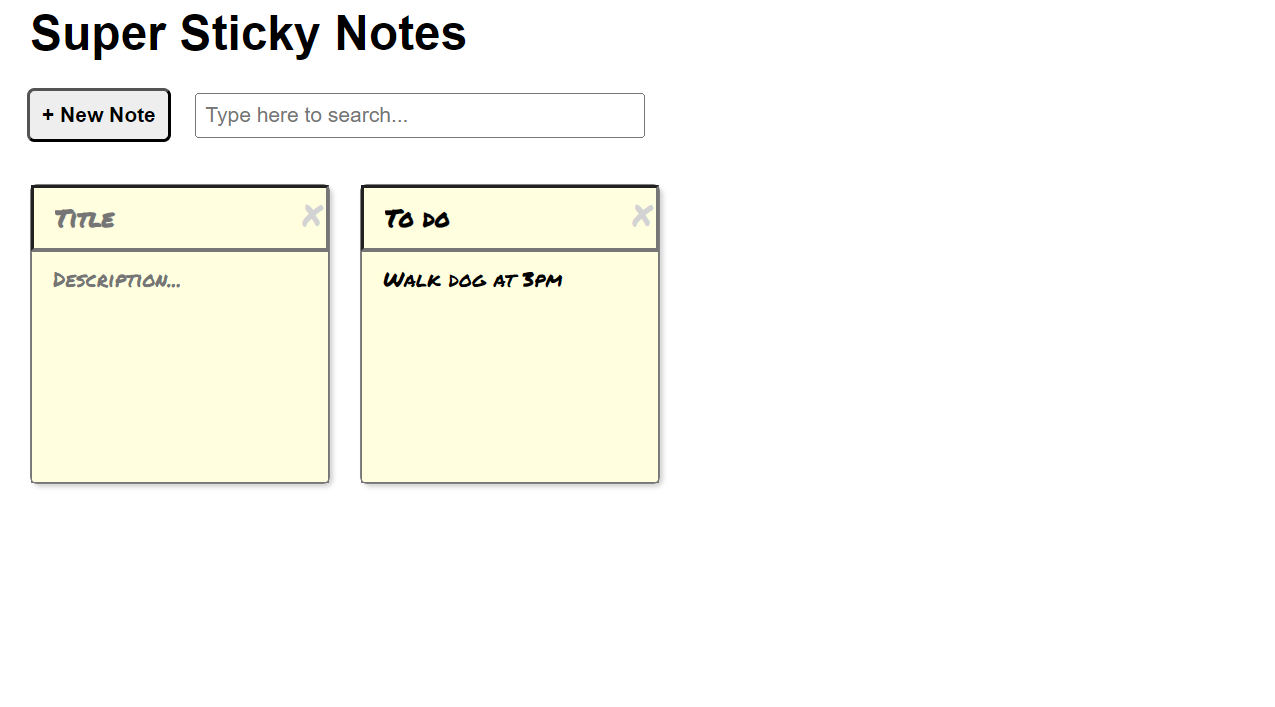 Super Sticky Notes
+ New Note
Type here to search...
Title
To do
Description...
Walk dog at 3pm